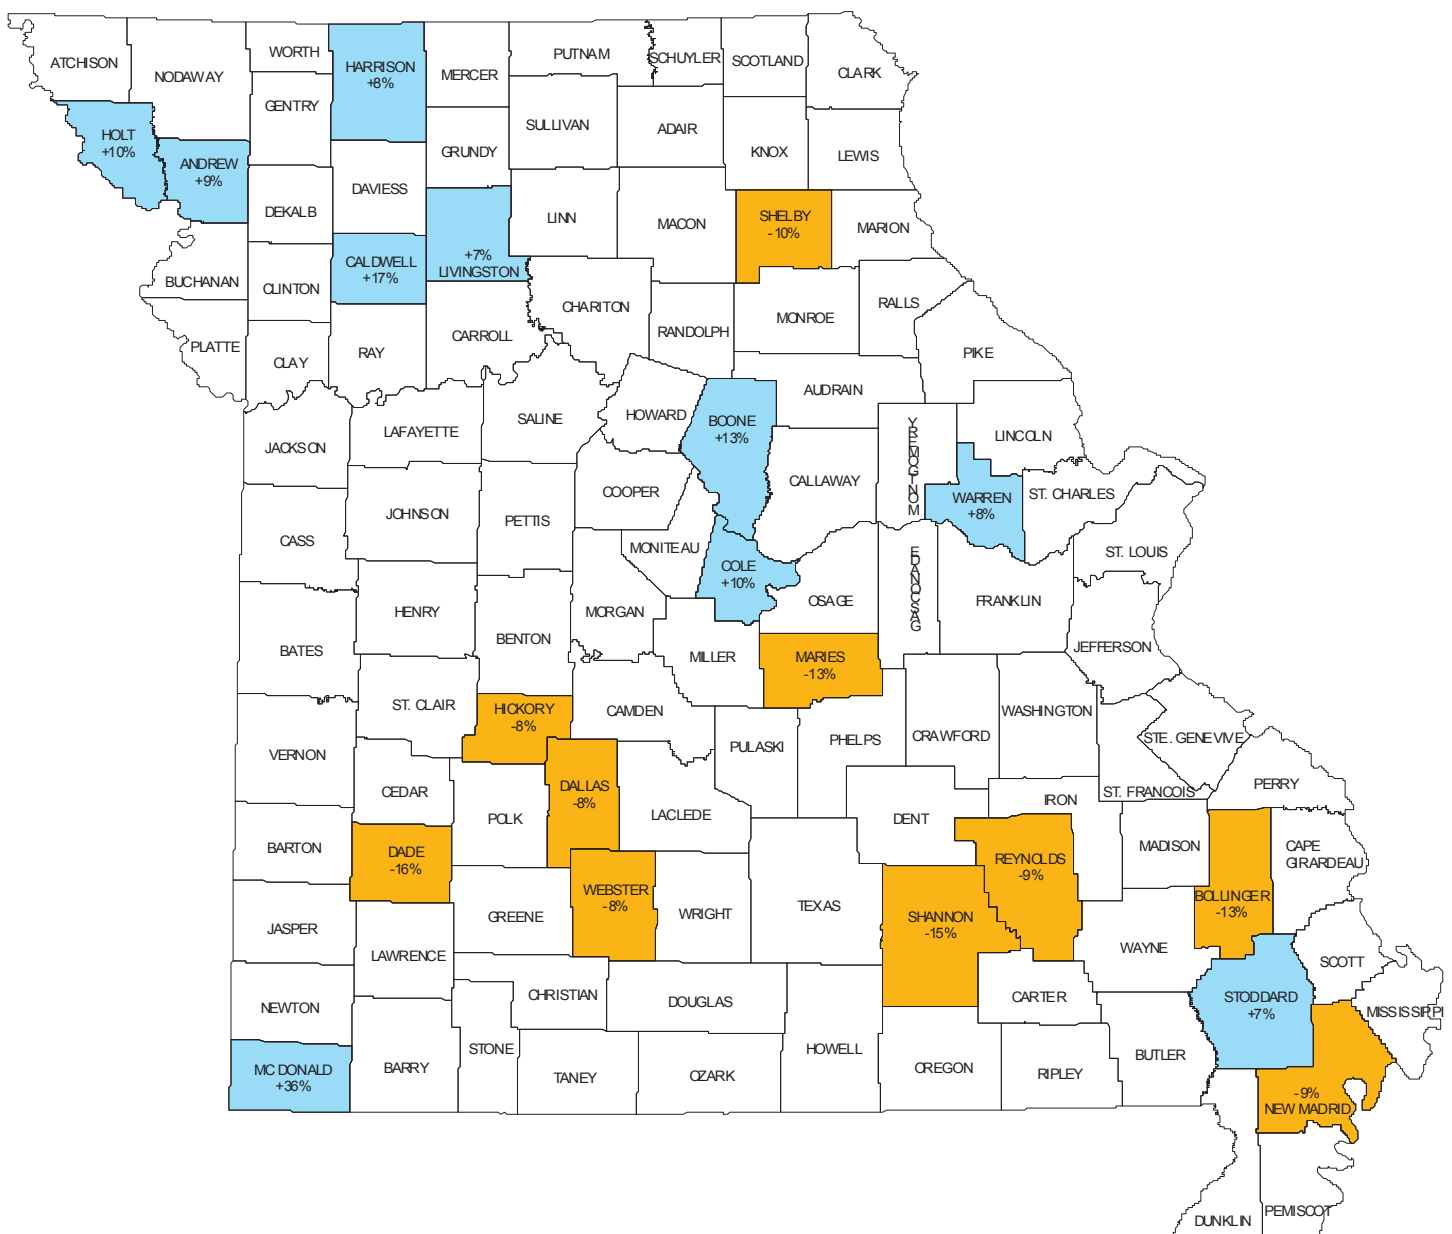 ATCHISON
NODAWAY
WORTH
HARRISON
+8%
MERCER
PUTNAM
SCHUYLER
SCOTLAND
CLARK
GENTRY
SULLIVAN
ADAIR
KNOX
LEWIS
HOLT
+10%
ANDREW
+9%
GRUNDY
DAVIESS
DEKALB
LINN
MACON
SHELBY
-10%
MARION
BUCHANAN
CLINTON
CALDWELL
+17%
+7%
LIVINGSTON
CHARITON
RANDOLPH
MONROE
RALLS
PLATTE
CLAY
RAY
CARROLL
PIKE
AUDRAIN
JACKSON
LAFAYETTE
SALINE
HOWARD
BOONE
+13%
MONTGOMERY
LINCOLN
COOPER
CALLAWAY
WARREN
+8%
ST. CHARLES
CASS
JOHNSON
PETTIS
MONITEAU
COLE
+10%
OSAGE
GASCONADE
FRANKLIN
ST. LOUIS
HENRY
BENTON
MORGAN
BATES
MILLER
MARIES
-13%
JEFFERSON
ST. CLAIR
HICKORY
-8%
CAMDEN
PULASKI
PHELPS
CRAWFORD
WASHINGTON
STE. GENEVIVE
VERNON
CEDAR
DALLAS
-8%
LACLEDE
DENT
IRON
ST. FRANCOIS
PERRY
BARTON
DADE
-16%
POLK
WEBSTER
-8%
REYNOLDS
-9%
MADISON
CAPE
GIRARDEAU
BOLLINGER
-13%
JASPER
GREENE
WRIGHT
TEXAS
SHANNON
-15%
WAYNE
LAWRENCE
SCOTT
NEWTON
CHRISTIAN
DOUGLAS
CARTER
STODDARD
+7%
MISSISSIPPI
MC DONALD
+36%
BARRY
STONE
TANEY
OZARK
HOWELL
OREGON
RIPLEY
BUTLER
-9%
NEW MADRID
DUNKLIN
PEMISCOT